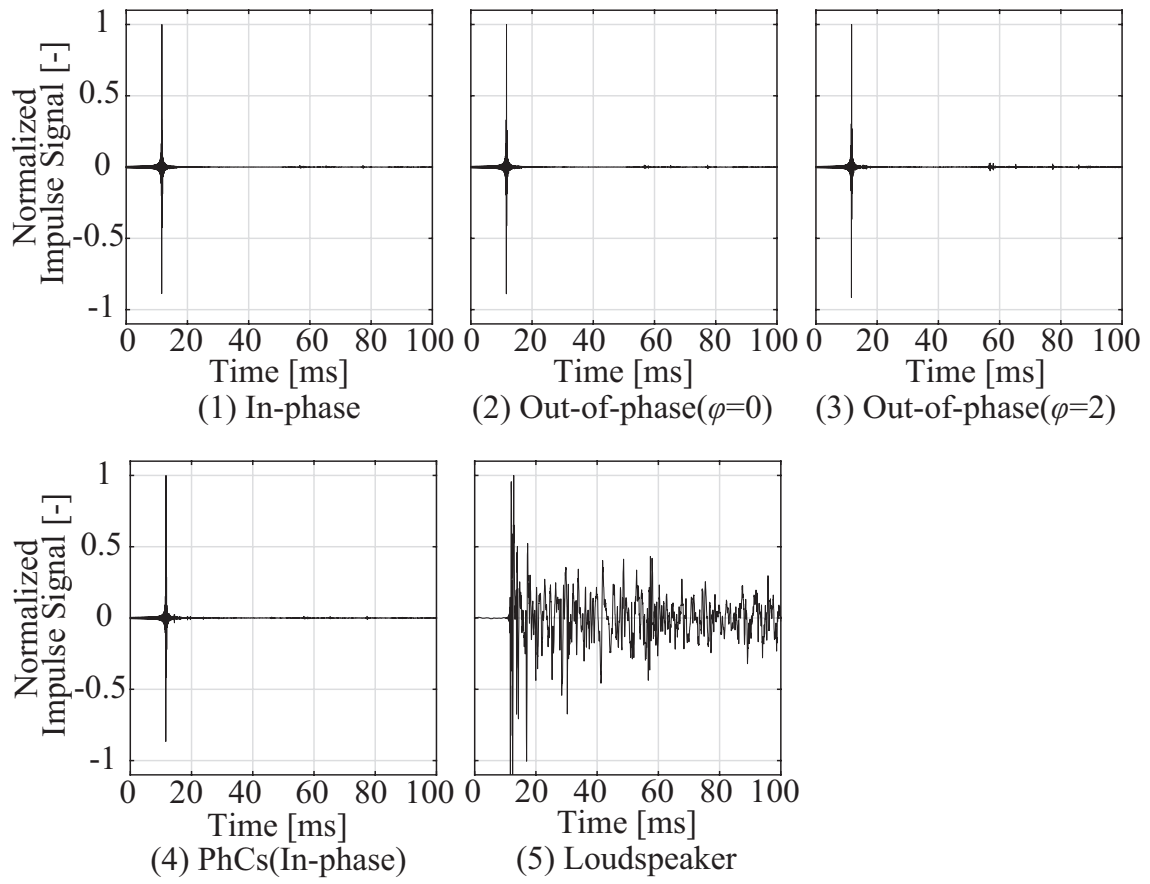 Normalized
Impulse Signal [-]
1
0.5
0
-0.5
-1
0 20 40 60 80 100
Time [ms]
(1) In-phase
0 20 40 60 80 100
Time [ms]
(2) Out-of-phase(φ=0)
0 20 40 60 80 100
Time [ms]
(3) Out-of-phase(φ=2)
Normalized
Impulse Signal [-]
1
0.5
0
-0.5
-1
0 20 40 60 80 100
Time [ms]
(4) PhCs(In-phase)
0 20 40 60 80 100
Time [ms]
(5) Loudspeaker